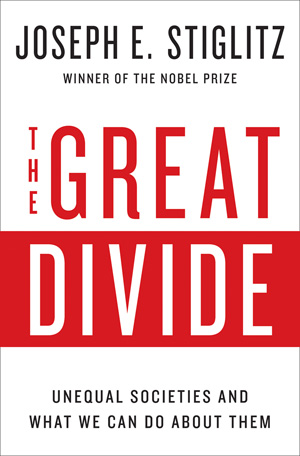 JOSEPH E. STIGLITZ
WINNER OF THE NOBEL PRIZE
THE GREAT
DIVIDE
UNEQUAL SOCIETIES AND
WHAT WE CAN DO ABOUT THEM